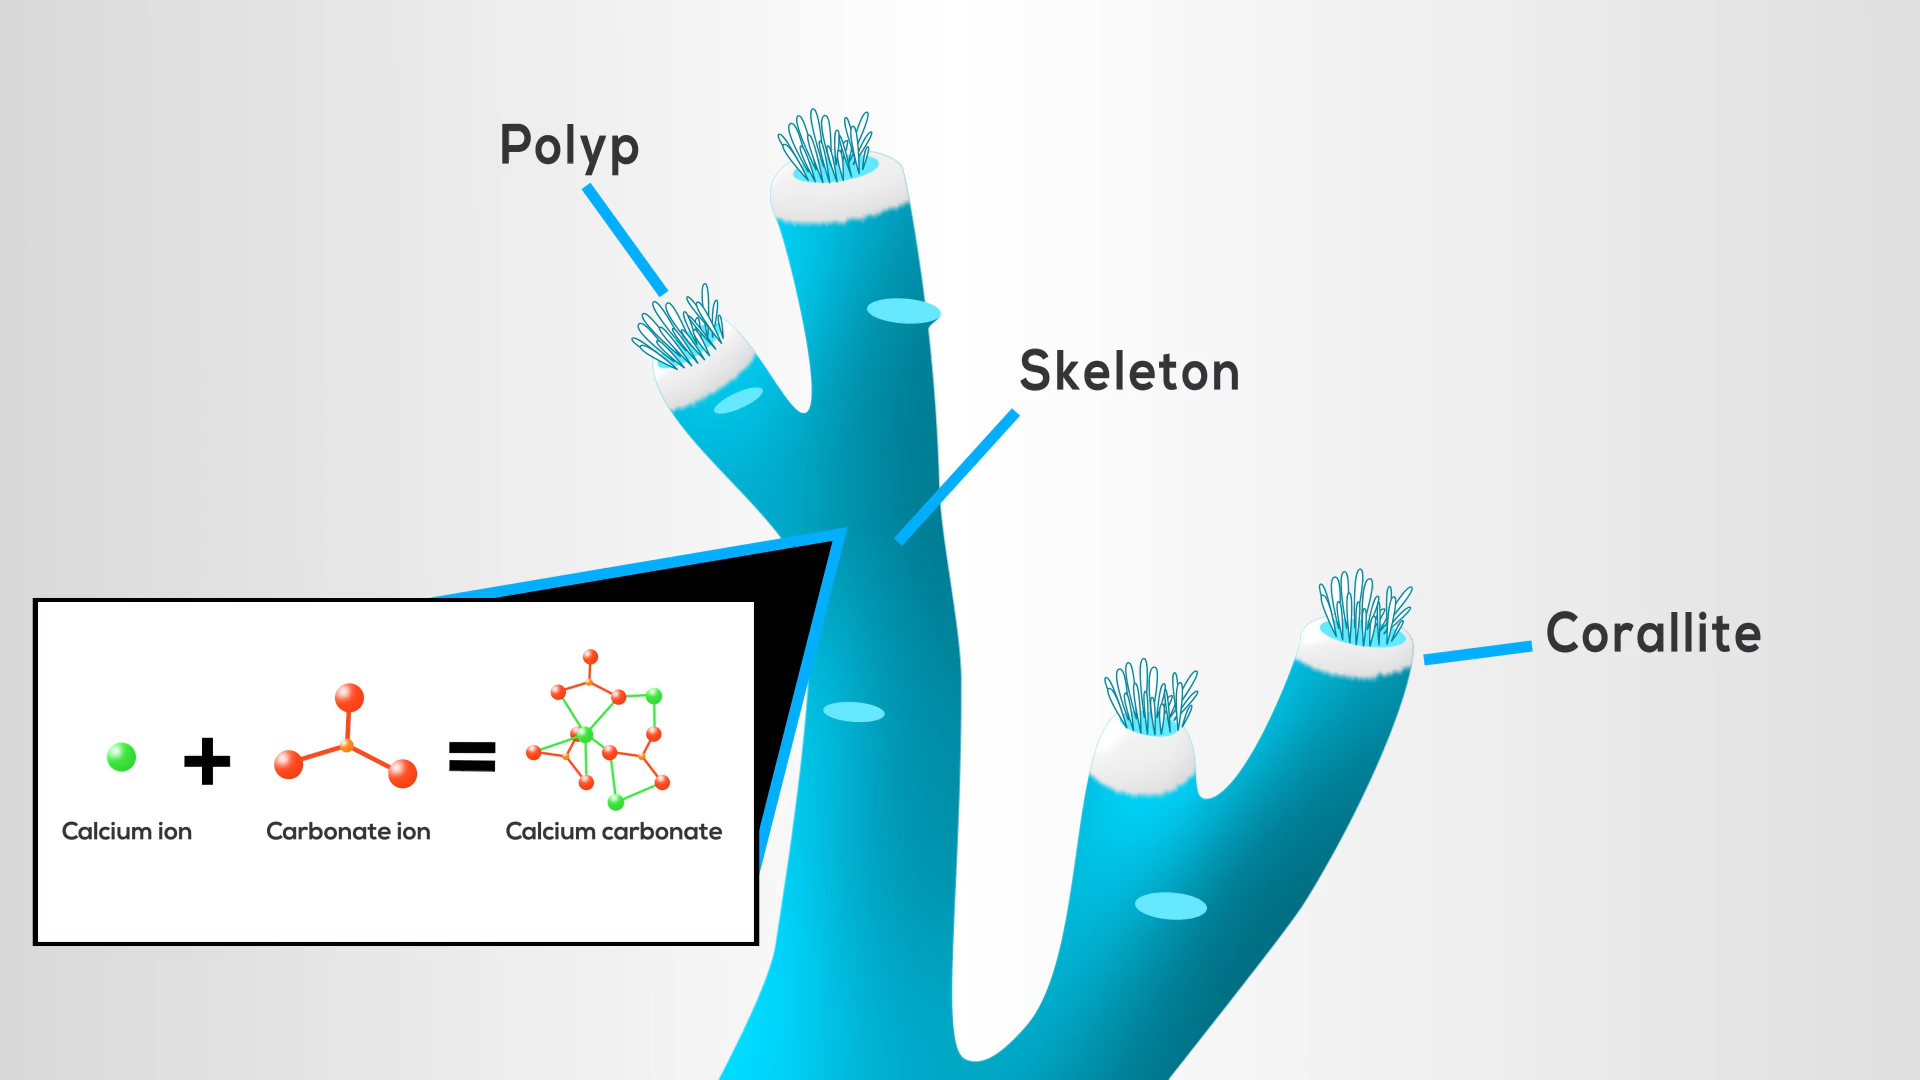 Polyp
Skeleton
Corallite
+
=
Calcium ion
Carbonate ion
Calcium carbonate